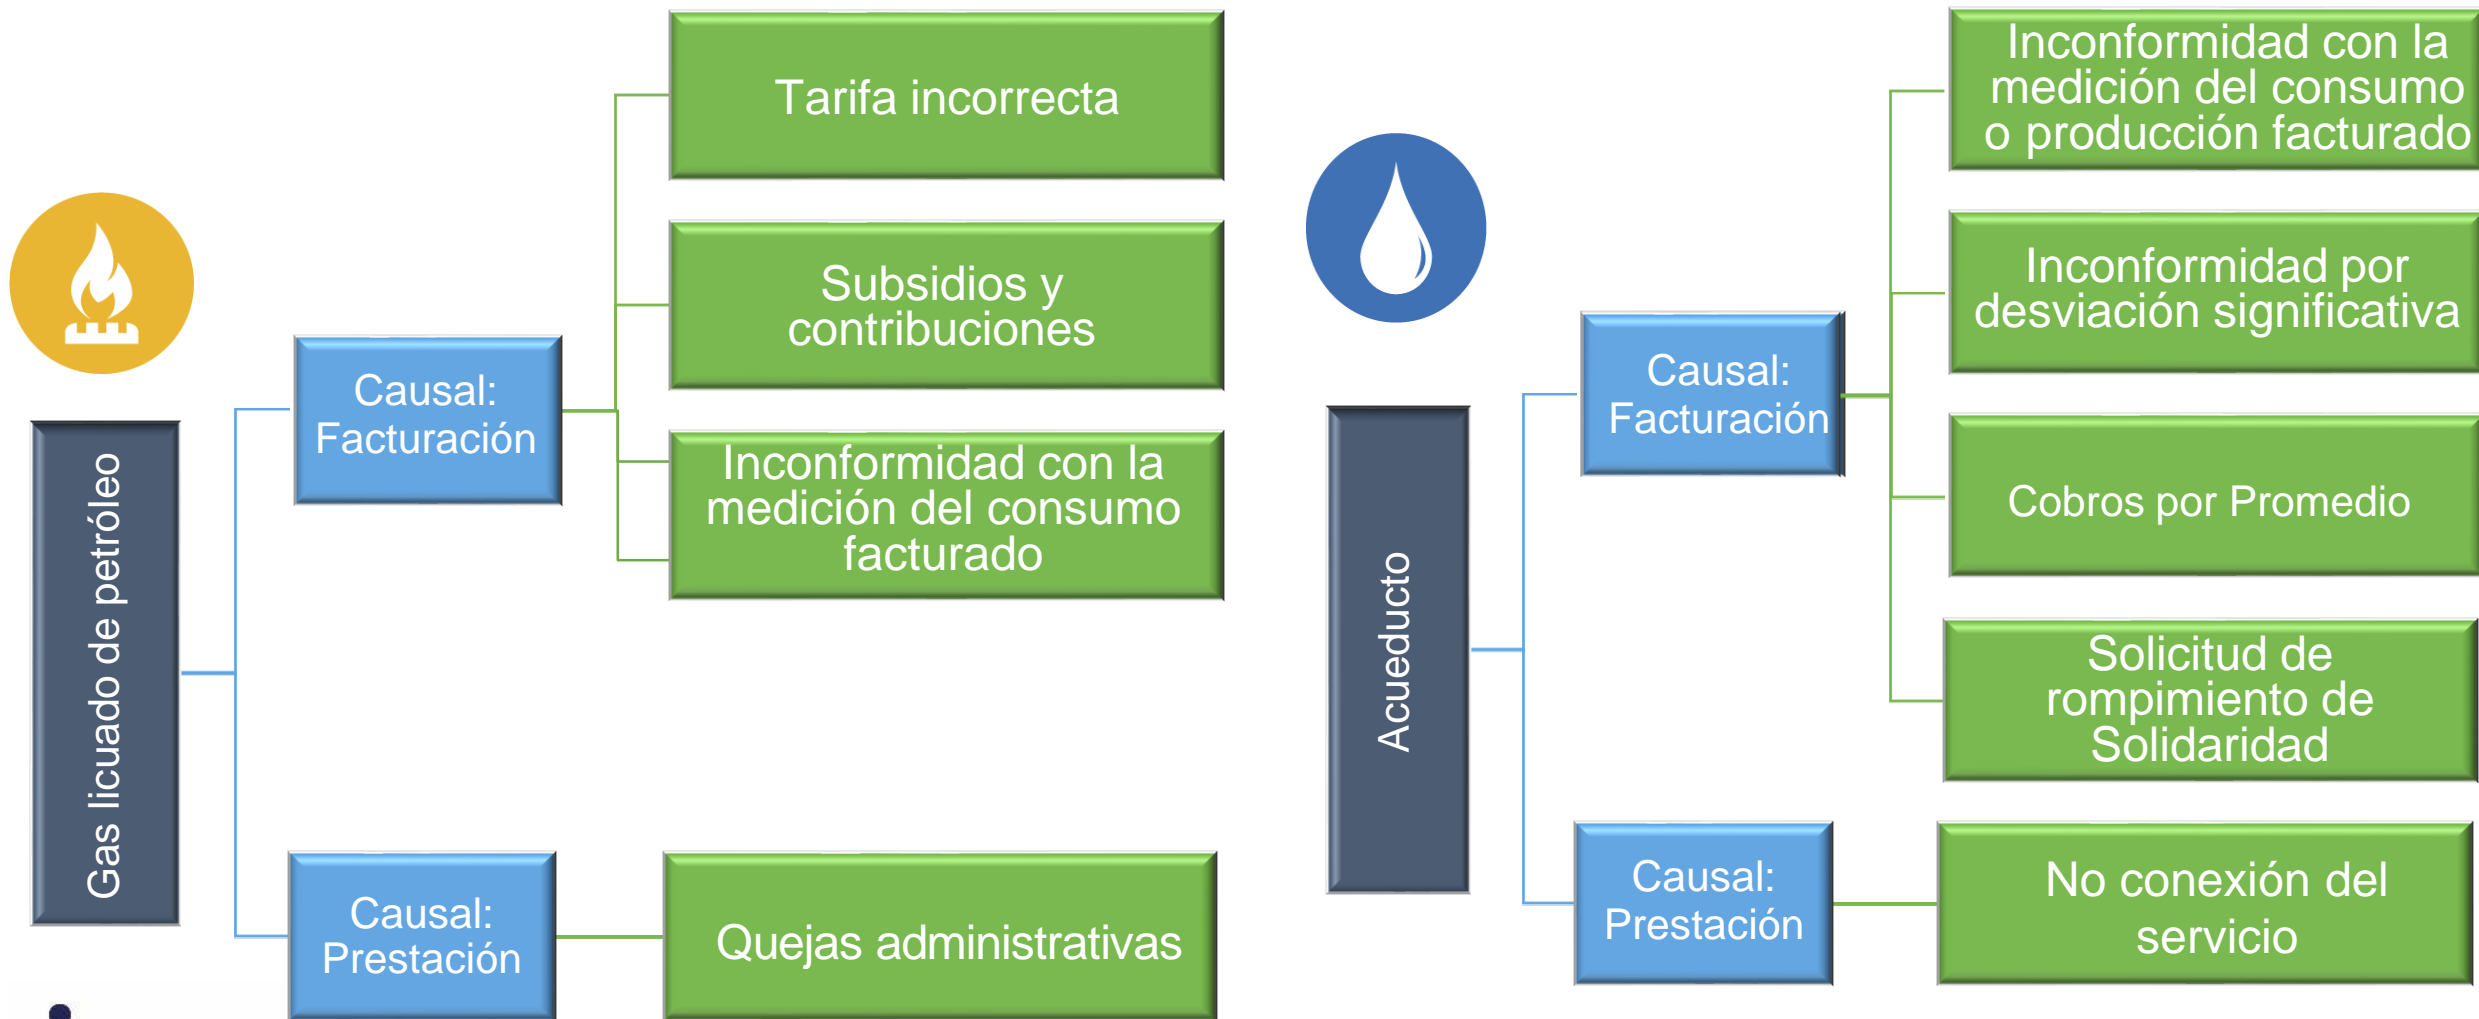 Gas licuado de petróleo
Causal:
Facturación
Tarifa incorrecta
Subsidios y
contribuciones
Inconformidad con la
medición del consumo
facturado
Causal:
Prestación
Quejas administrativas
Acueducto
Causal:
Facturación
Inconformidad con la
medición del consumo
o producción facturado
Inconformidad por
desviación significativa
Cobros por Promedio
Solicitud de
rompimiento de
Solidaridad
Causal:
Prestación
No conexión del
servicio